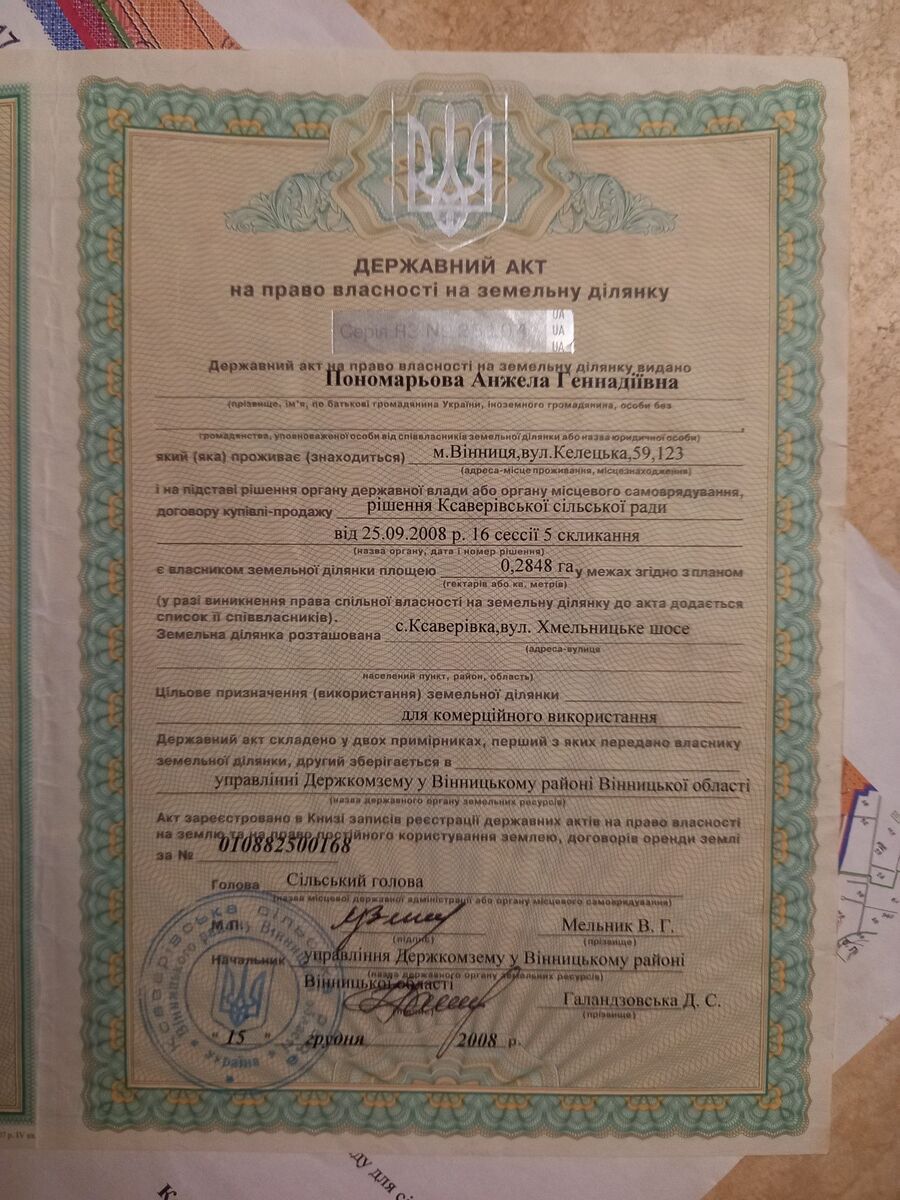 ДЕРЖАВНИЙ АКТ
на право власності на земельну ділянку
Серія ЯЗ №
UA
UA
UA
Державний акт на право власності на земельну ділянку видано
Пономарьова Анжела Геннадіївна
(прізвище, ім'я, по батькові громадянина України, іноземного громадянина, особи без
громадянства, уповноваженої особи від співвласників земельної ділянки або назва юридичної особи)
який (яка) проживає (знаходиться) м.Вінниця,вул.Келецька,59,123
(адреса-місце проживання, місцезнаходження)
і на підставі рішення органу державної влади або органу місцевого самоврядування,
договору купівлі-продажу рішення Ксаверівської сільської ради
від 25.09.2008 р. 16 сессії 5 скликання
(назва органу, дата і номер рішення)
є власником земельної ділянки площею 0,2848 га у межах згідно з планом
(гектарів або кв. метрів)
(у разі виникнення права спільної власності на земельну ділянку до акта додається
список її співвласників).
Земельна ділянка розташована с.Ксаверівка,вул. Хмельницьке шосе
(адреса-вулиця
населений пункт, район, область)
Цільове призначення (використання) земельної ділянки
для комерційного використання
Державний акт складено у двох примірниках, перший з яких передано власнику
земельної ділянки, другий зберігається в
управлінні Держкомзему у Вінницькому районі Вінницької області
(назва державного органу земельних ресурсів)
Акт зареєстровано в Книзі записів реєстрації державних актів на право власності
на землю та на право постійного користування землею, договорів оренди землі
за № 010882500168
Голова Сільський голова
(назва місцевої державної адміністрації або органу місцевого самоврядування)
М.П.
Мельник В. Г.
(підпис) (прізвище)
Начальник управління Держкомзему у Вінницькому районі
(назва державного органу земельних ресурсів)
Вінницької області
Галандзовська Д. С.
(прізвище)
" 15 " грудня 2008 р.
Україна
ду для сі